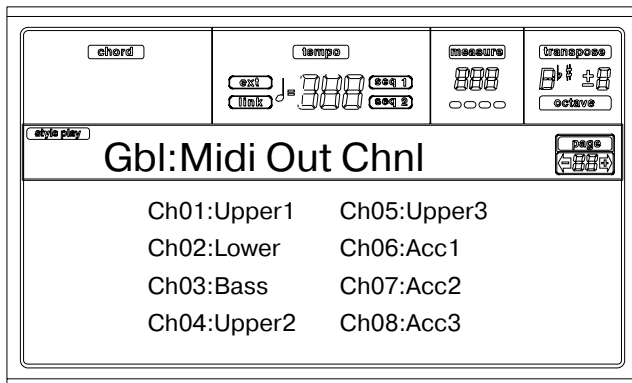 chord
tempo
measure
transpose
ext
seq 1
link
seq 2
octave
style play
Gbl:Midi Out Chnl
page
Ch01:Upper1
Ch05:Upper3
Ch02:Lower
Ch06:Acc1
Ch03:Bass
Ch07:Acc2
Ch04:Upper2
Ch08:Acc3